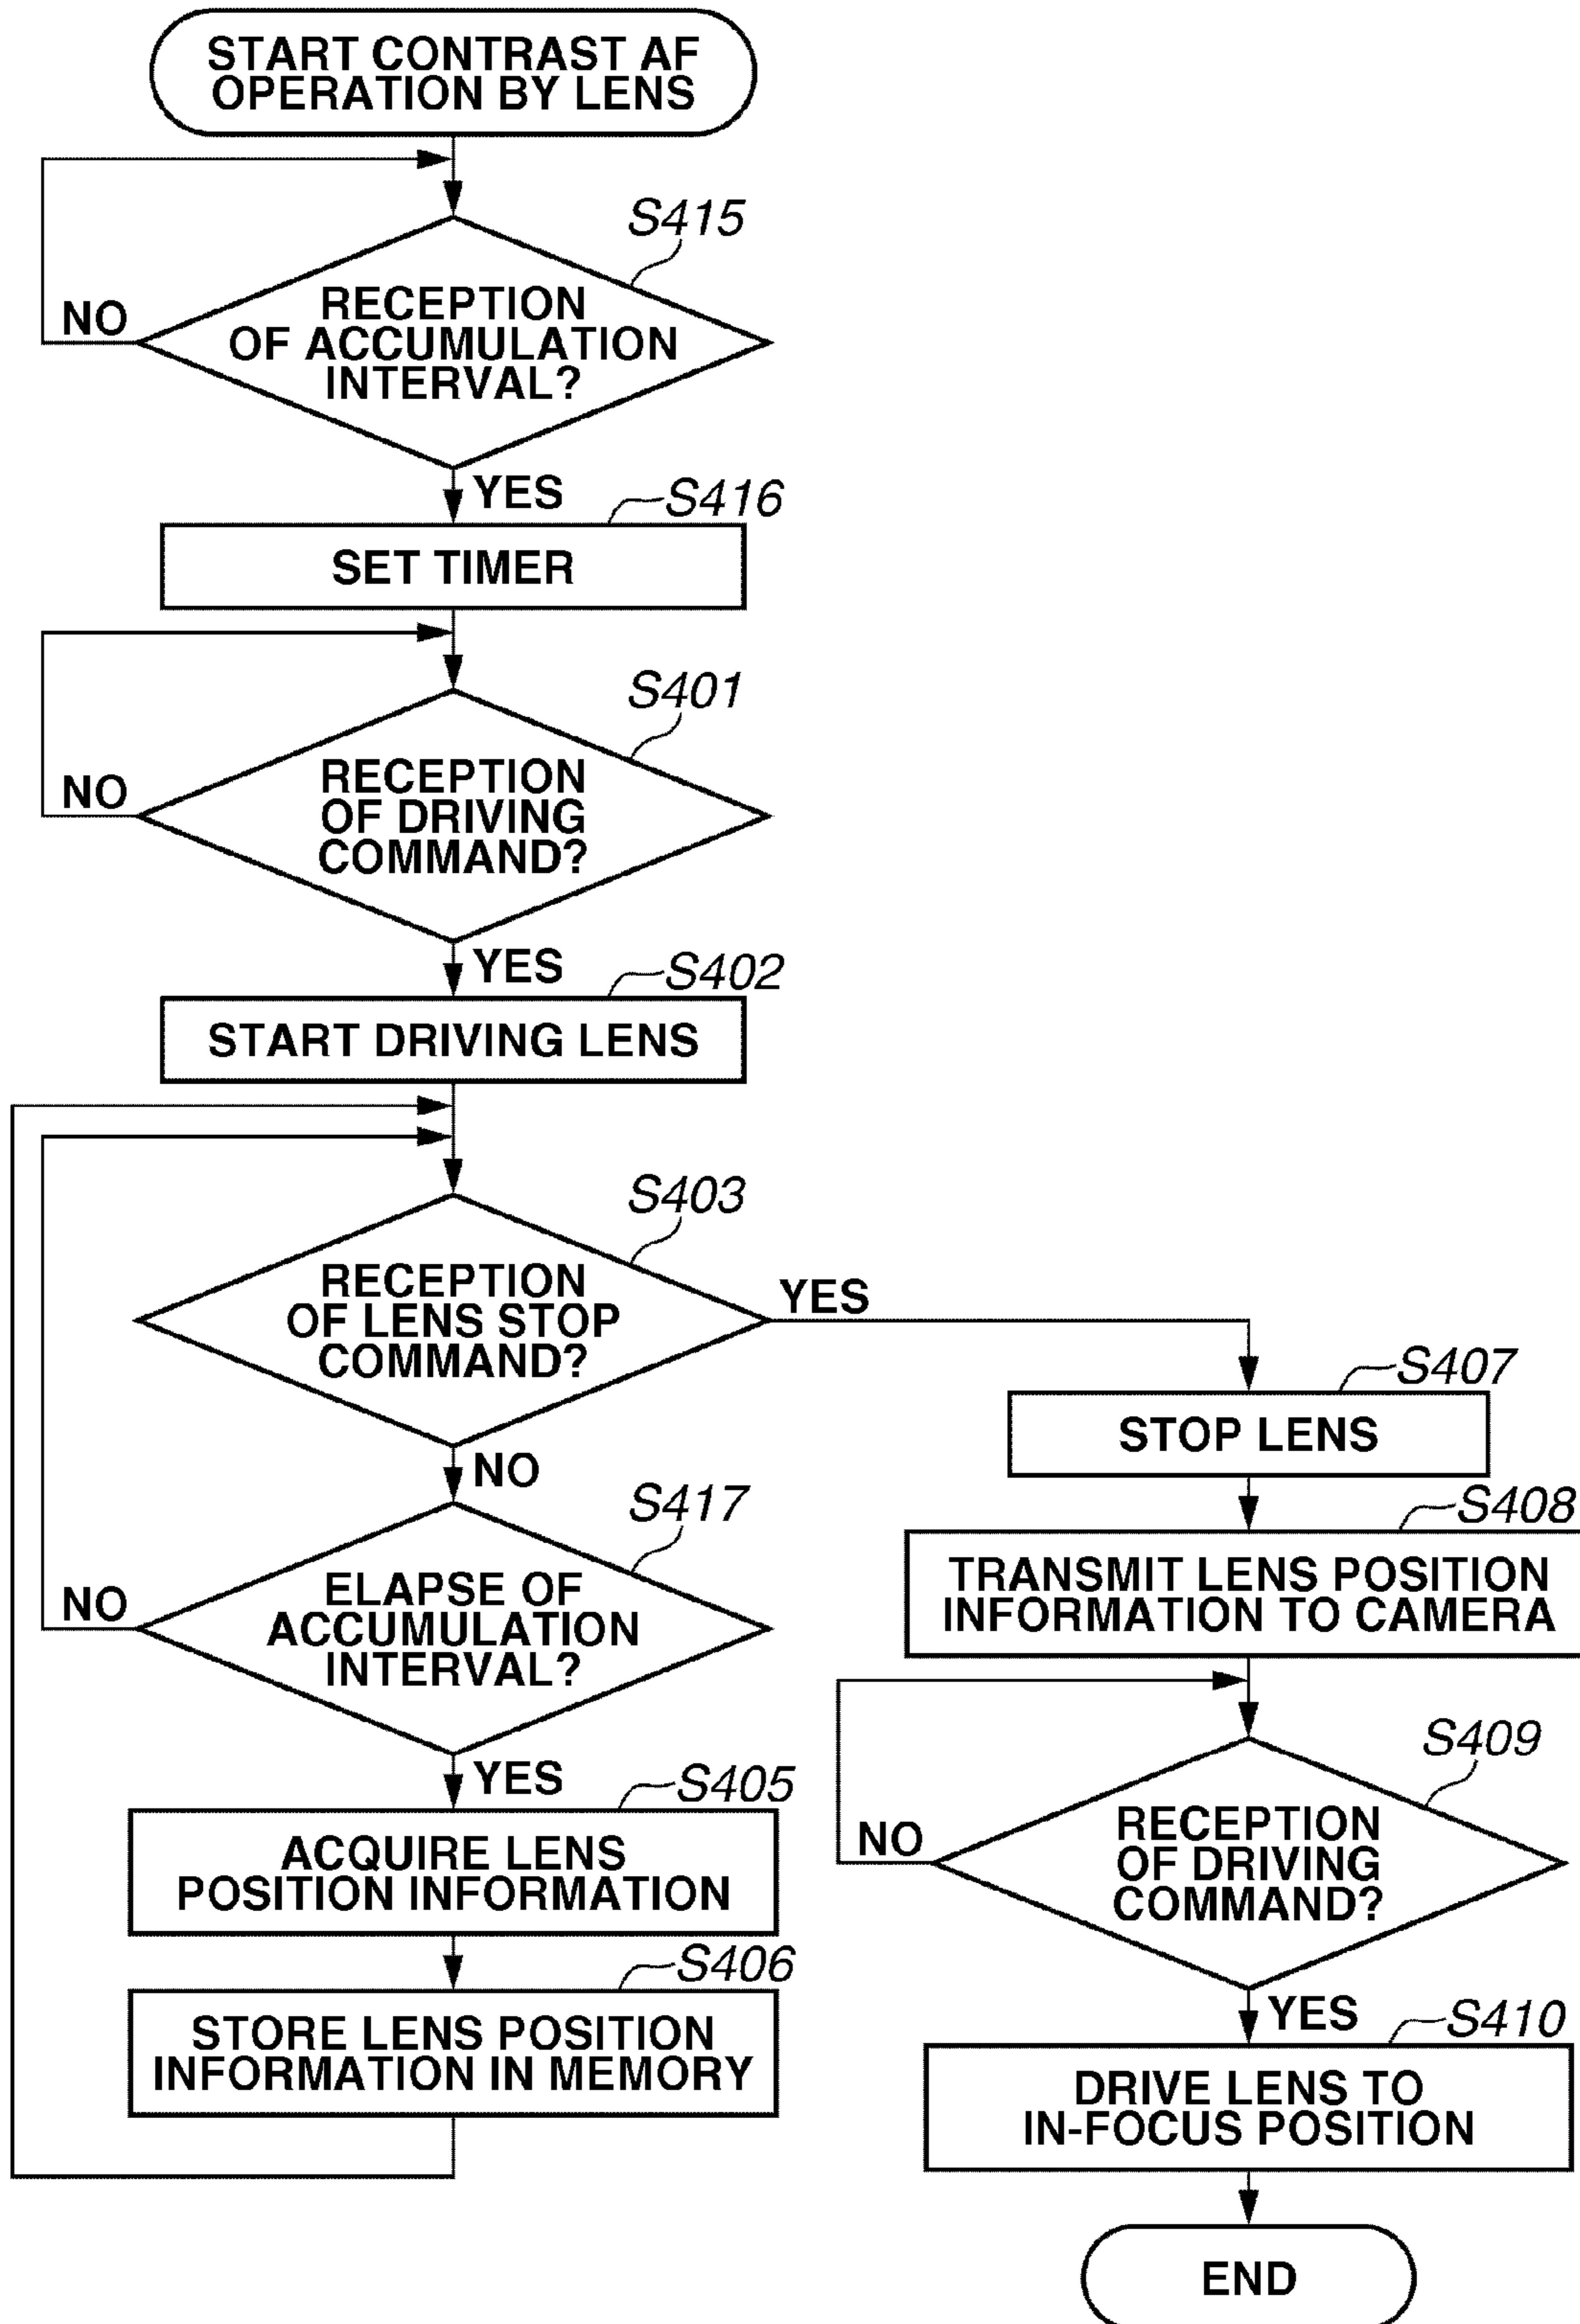 START CONTRAST AF
OPERATION BY LENS
S415
RECEPTION
OF ACCUMULATION
INTERVAL?
NO
YES
S416
SET TIMER
S401
RECEPTION
OF DRIVING
COMMAND?
NO
YES
S402
START DRIVING LENS
S403
RECEPTION
OF LENS STOP
COMMAND?
YES
NO
S417
ELAPSE OF
ACCUMULATION
INTERVAL?
NO
YES
S405
ACQUIRE LENS
POSITION INFORMATION
S406
STORE LENS POSITION
INFORMATION IN MEMORY
S407
STOP LENS
S408
TRANSMIT LENS POSITION
INFORMATION TO CAMERA
S409
RECEPTION
OF DRIVING
COMMAND?
NO
YES
S410
DRIVE LENS TO
IN-FOCUS POSITION
END